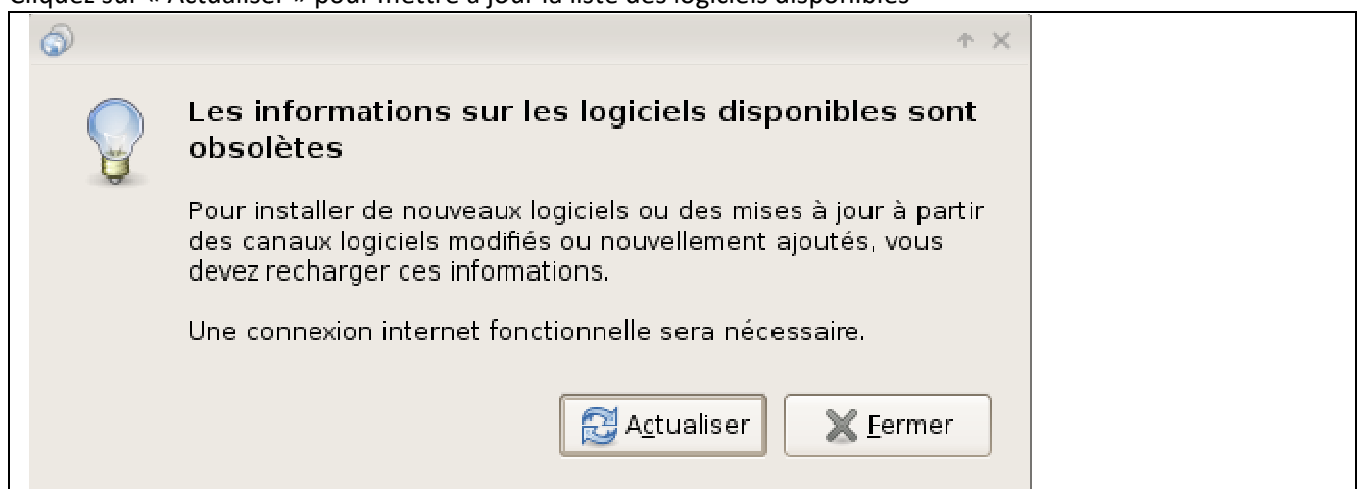 Cliquez sur « Actualiser » pour mettre à jour la liste des logiciels disponibles
Les informations sur les logiciels disponibles sont
obsolètes
Pour installer de nouveaux logiciels ou des mises à jour à partir
des canaux logiciels modifiés ou nouvellement ajoutés, vous
devez recharger ces informations.
Une connexion internet fonctionnelle sera nécessaire.
Actualiser
Fermer